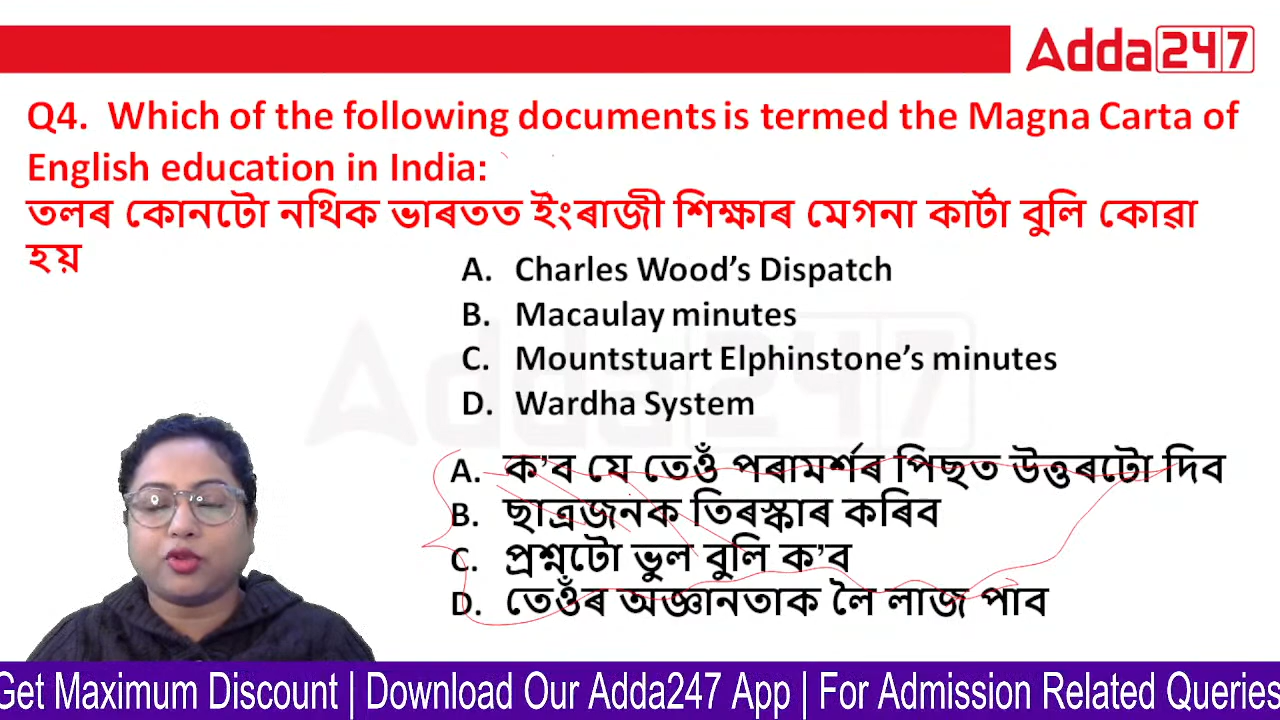 Adda247
Q4. Which of the following documents is termed the Magna Carta of
English education in India:
তলৰ কোনটো নথিক ভাৰতত ইংৰাজী শিক্ষাৰ মেগনা কাৰ্টা বুলি কোৱা
হয়
A. Charles Wood’s Dispatch
B. Macaulay minutes
C. Mountstuart Elphinstone’s minutes
D. Wardha System
A. ক’ব যে তেওঁ পৰামৰ্শৰ পিছত উত্তৰটো দিব
B. ছাত্ৰজনক তিৰস্কাৰ কৰিব
C. প্ৰশ্নটো ভুল বুলি ক’ব
D. তেওঁৰ অজ্ঞানতাক লৈ লাজ পাব
Get Maximum Discount | Download Our Adda247 App | For Admission Related Queries